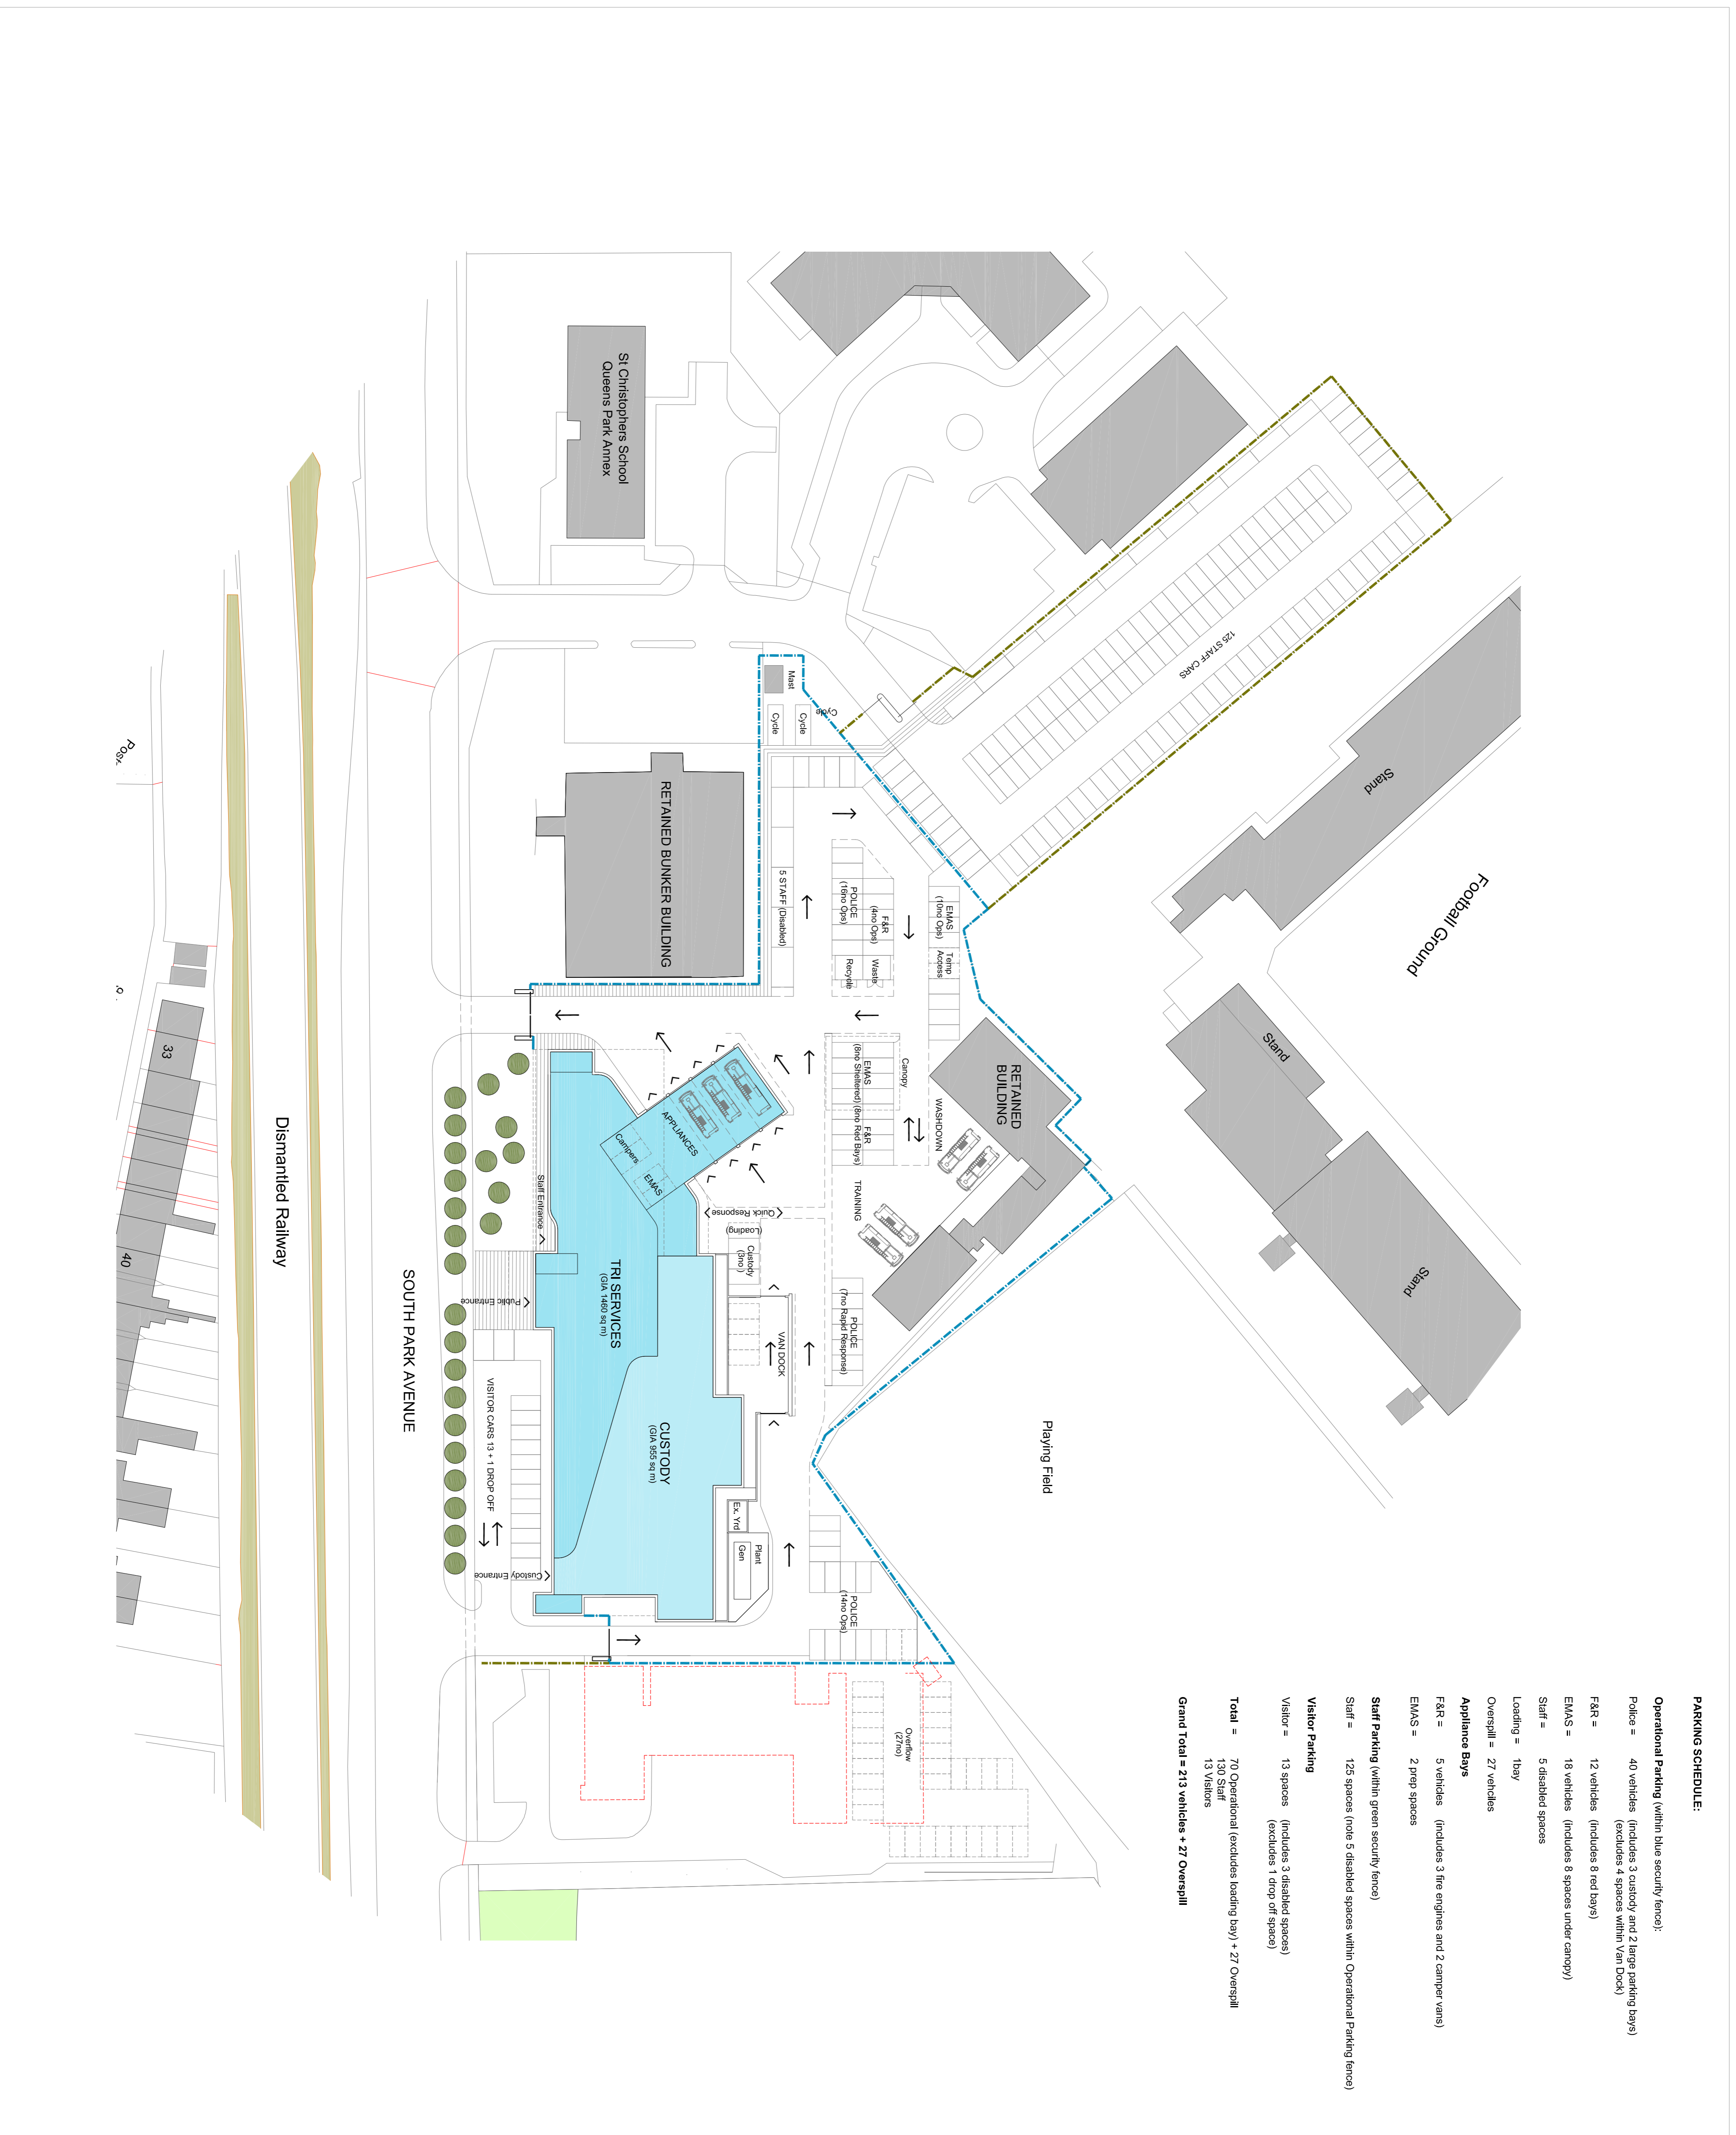 PARKING SCHEDULE:
Operational Parking (within blue security fence):
Police = 40 vehicles (includes 3 custody and 2 large parking bays)
(excludes 4 spaces within Van Dock)
F&R = 12 vehicles (includes 8 red bays)
EMAS = 18 vehicles (includes 8 spaces under canopy)
Staff = 5 disabled spaces
Loading = 1bay
Overspill = 27 vehciles
Appliance Bays
F&R = 5 vehicles (includes 3 fire engines and 2 camper vans)
EMAS = 2 prep spaces
Staff Parking (within green security fence)
Staff = 125 spaces (note 5 disabled spaces within Operational Parking fence)
Visitor Parking
Visitor = 13 spaces (includes 3 disabled spaces)
(excludes 1 drop off space)
Total = 70 Operational (excludes loading bay) + 27 Overspill
130 Staff
13 Visitors
Grand Total = 213 vehicles + 27 Overspill
Football Ground
Stand
Stand
Stand
125 STAFF CARS
Playing Field
St Christophers School
Queens Park Annex
Mast
Cycle
Cycle
Cycle
RETAINED BUNKER BUILDING
5 STAFF (Disabled)
POLICE
(16no Ops)
F&R
(4no Ops)
EMAS
(10no Ops)
Temp
Access
Recycle
Waste
RETAINED
BUILDING
Canopy
EMAS
(8no Sheltered)
F&R
(8no Red Bays)
WASHDOWN
TRAINING
APPLIANCES
Campers
EMAS
Quick Response
(Loading)
Custody
(3no)
POLICE
(7no Rapid Response)
VAN DOCK
TRI SERVICES
(GIA 1460 sq m)
CUSTODY
(GIA 955 sq m)
Ex. Yrd
Plant
Gen
POLICE
(14no Ops)
Overflow
(27no)
Staff Entrance
Public Entrance
VISITOR CARS 13 + 1 DROP OFF
Custody Entrance
SOUTH PARK AVENUE
Dismantled Railway
33
40